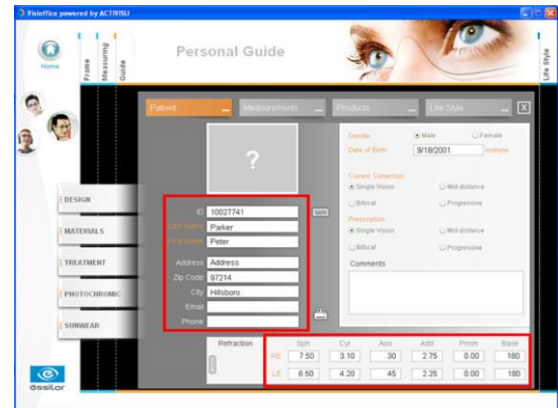 Visioffice powered by ACTIVISU
Home
Frame
Measuring
Guide
Personal Guide
Life Style
Patient
Measurements
Products
Life Style
X
?
Gender Male Female
Date of Birth 9/18/2001
Current Correction
Single Vision Mid-distance
Bifocal Progressive
Prescription
Single Vision Mid-distance
Bifocal Progressive
Comments
DESIGN
MATERIALS
TREATMENT
PHOTOCHROMIC
SUNWEAR
ID 10027741
Last Name Parker
First Name Peter
Address Address
Zip Code 97214
City Hillsboro
Email
Phone
Refraction Sph Cyl Axis Add Prism Base
RE 7.50 3.10 30 2.75 0.00 180
LE 6.50 4.20 45 2.25 0.00 180
essilor